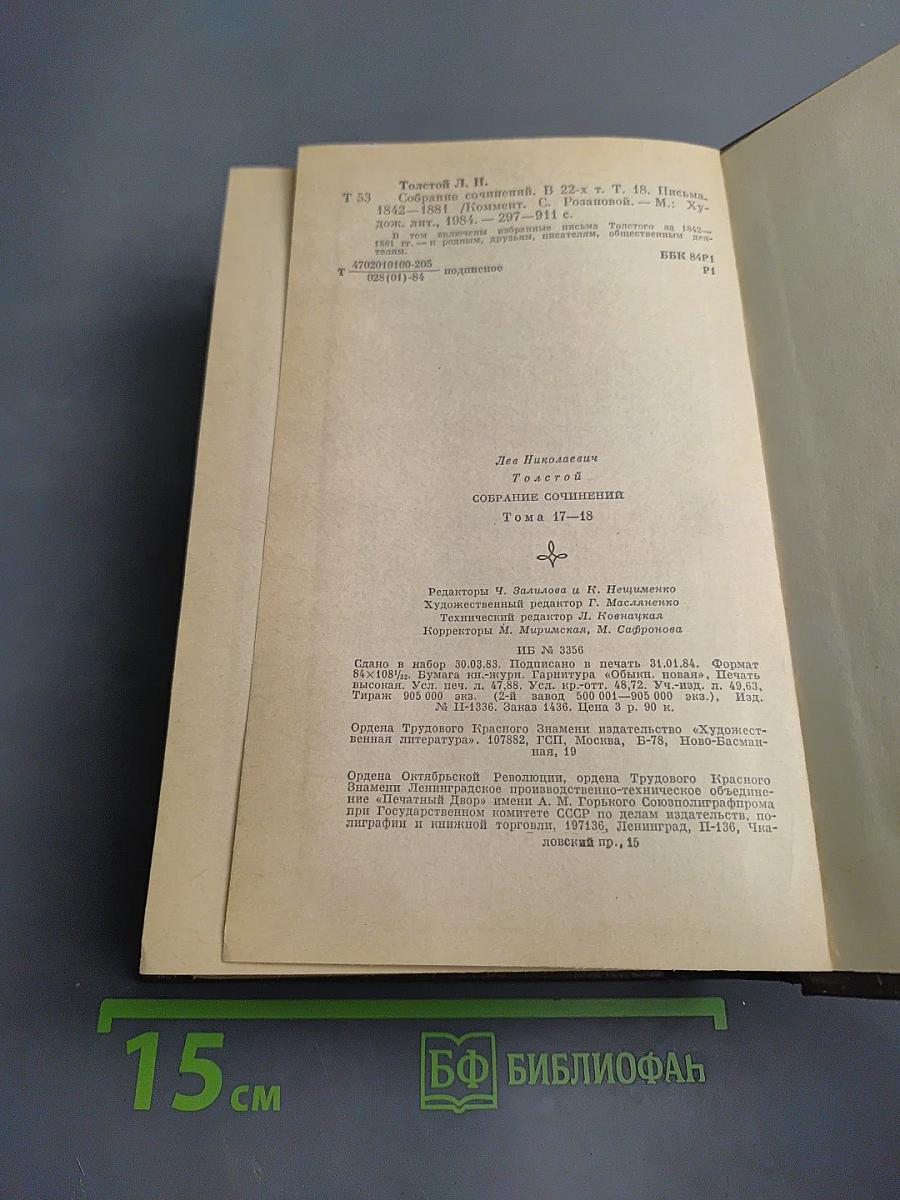 Толстой Л. Н.
Т 53 Собрание сочинений. В 22-х т. Т. 18. Письма.
1842—1881 /Коммент. С. Розановой. — М.: Ху-
дож. лит., 1984. — 297—911 с.
В том включены избранные письма Толстого за 1842—
1881 гг. — к родным, друзьям, писателям, общественным дея-
телям.
Т 4702010100-205 подписное ББК 84Р1
028(01)-84 Р1
Лев Николаевич
Толстой
СОБРАНИЕ СОЧИНЕНИЙ
Тома 17—18
Редакторы Ч. Залилова и К. Нещименко
Художественный редактор Г. Масляненко
Технический редактор Л. Ковнацкая
Корректоры М. Миримская, М. Сафронова
ИБ № 3356
Сдано в набор 30.03.83. Подписано в печать 31.01.84. Формат
84×108¹/₃₂. Бумага кн.-журн. Гарнитура «Обыкн. новая». Печать
высокая. Усл. печ. л. 47,88. Усл. кр.-отт. 48,72. Уч.-изд. л. 49,63.
Тираж 905 000 экз. (2-й завод 500 001—905 000 экз.), Изд.
№ II-1336. Заказ 1436. Цена 3 р. 90 к.
Ордена Трудового Красного Знамени издательство «Художест-
венная литература». 107882, ГСП, Москва, Б-78, Ново-Басман-
ная, 19
Ордена Октябрьской Революции, ордена Трудового Красного
Знамени Ленинградское производственно-техническое объедине-
ние «Печатный Двор» имени А. М. Горького Союзполиграфпрома
при Государственном комитете СССР по делам издательств, по-
лиграфии и книжной торговли. 197136, Ленинград, П-136, Чка-
ловский пр., 15
15 см
БФ БИБЛИОФАНЬ